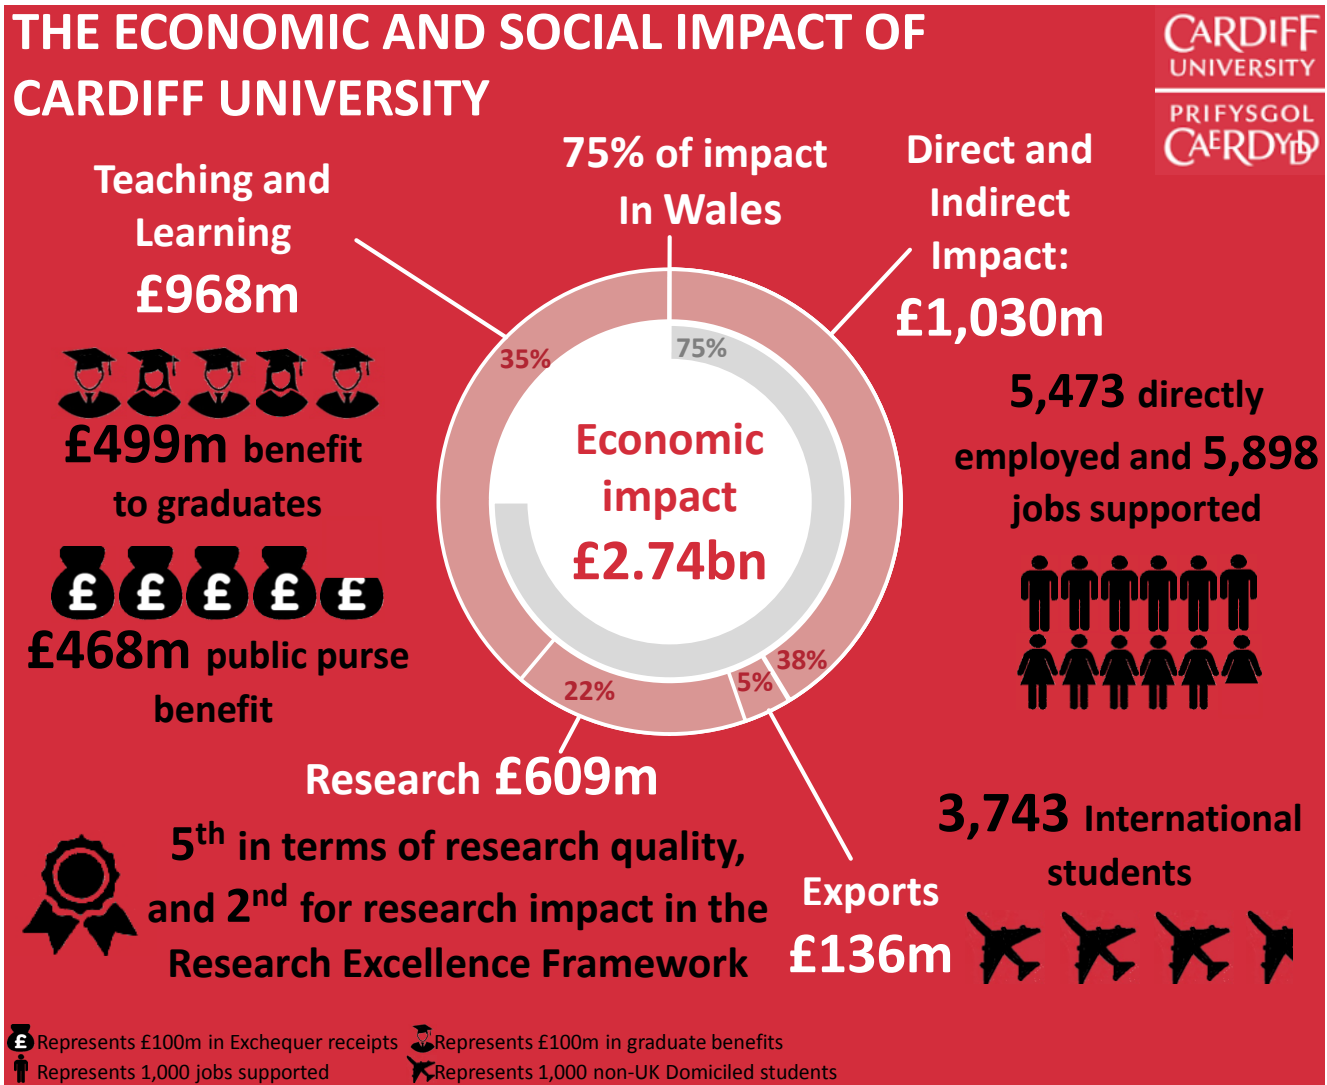 THE ECONOMIC AND SOCIAL IMPACT OF
CARDIFF UNIVERSITY
CARDIFF
UNIVERSITY
PRIFYSGOL
CAERDYDD
Teaching and
Learning
£968m
75% of impact
In Wales
Direct and
Indirect
Impact:
£1,030m
£499m benefit
to graduates
£ £ £ £ £
£468m public purse
benefit
35%
75%
Economic
impact
£2.74bn
38%
5%
22%
5,473 directly
employed and 5,898
jobs supported
Research £609m
5th in terms of research quality,
and 2nd for research impact in the
Research Excellence Framework
Exports
£136m
3,743 International
students
£ Represents £100m in Exchequer receipts
Represents £100m in graduate benefits
Represents 1,000 jobs supported
Represents 1,000 non-UK Domiciled students